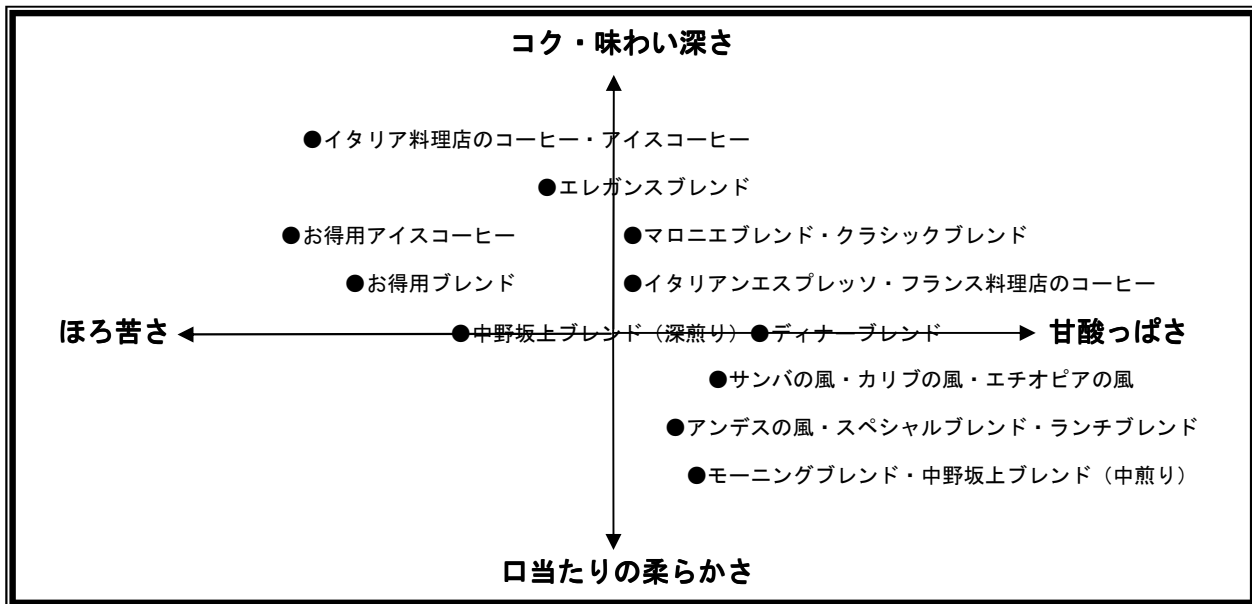 コク・味わい深さ
●イタリア料理店のコーヒー・アイスコーヒー
●エレガンスブレンド
●お得用アイスコーヒー
●マロニエブレンド・クラシックブレンド
●お得用ブレンド
●イタリアンエスプレッソ・フランス料理店のコーヒー
ほろ苦さ
●中野坂上ブレンド（深煎り）
●ディナーブレンド
甘酸っぱさ
●サンバの風・カリブの風・エチオピアの風
●アンデスの風・スペシャルブレンド・ランチブレンド
●モーニングブレンド・中野坂上ブレンド（中煎り）
口当たりの柔らかさ